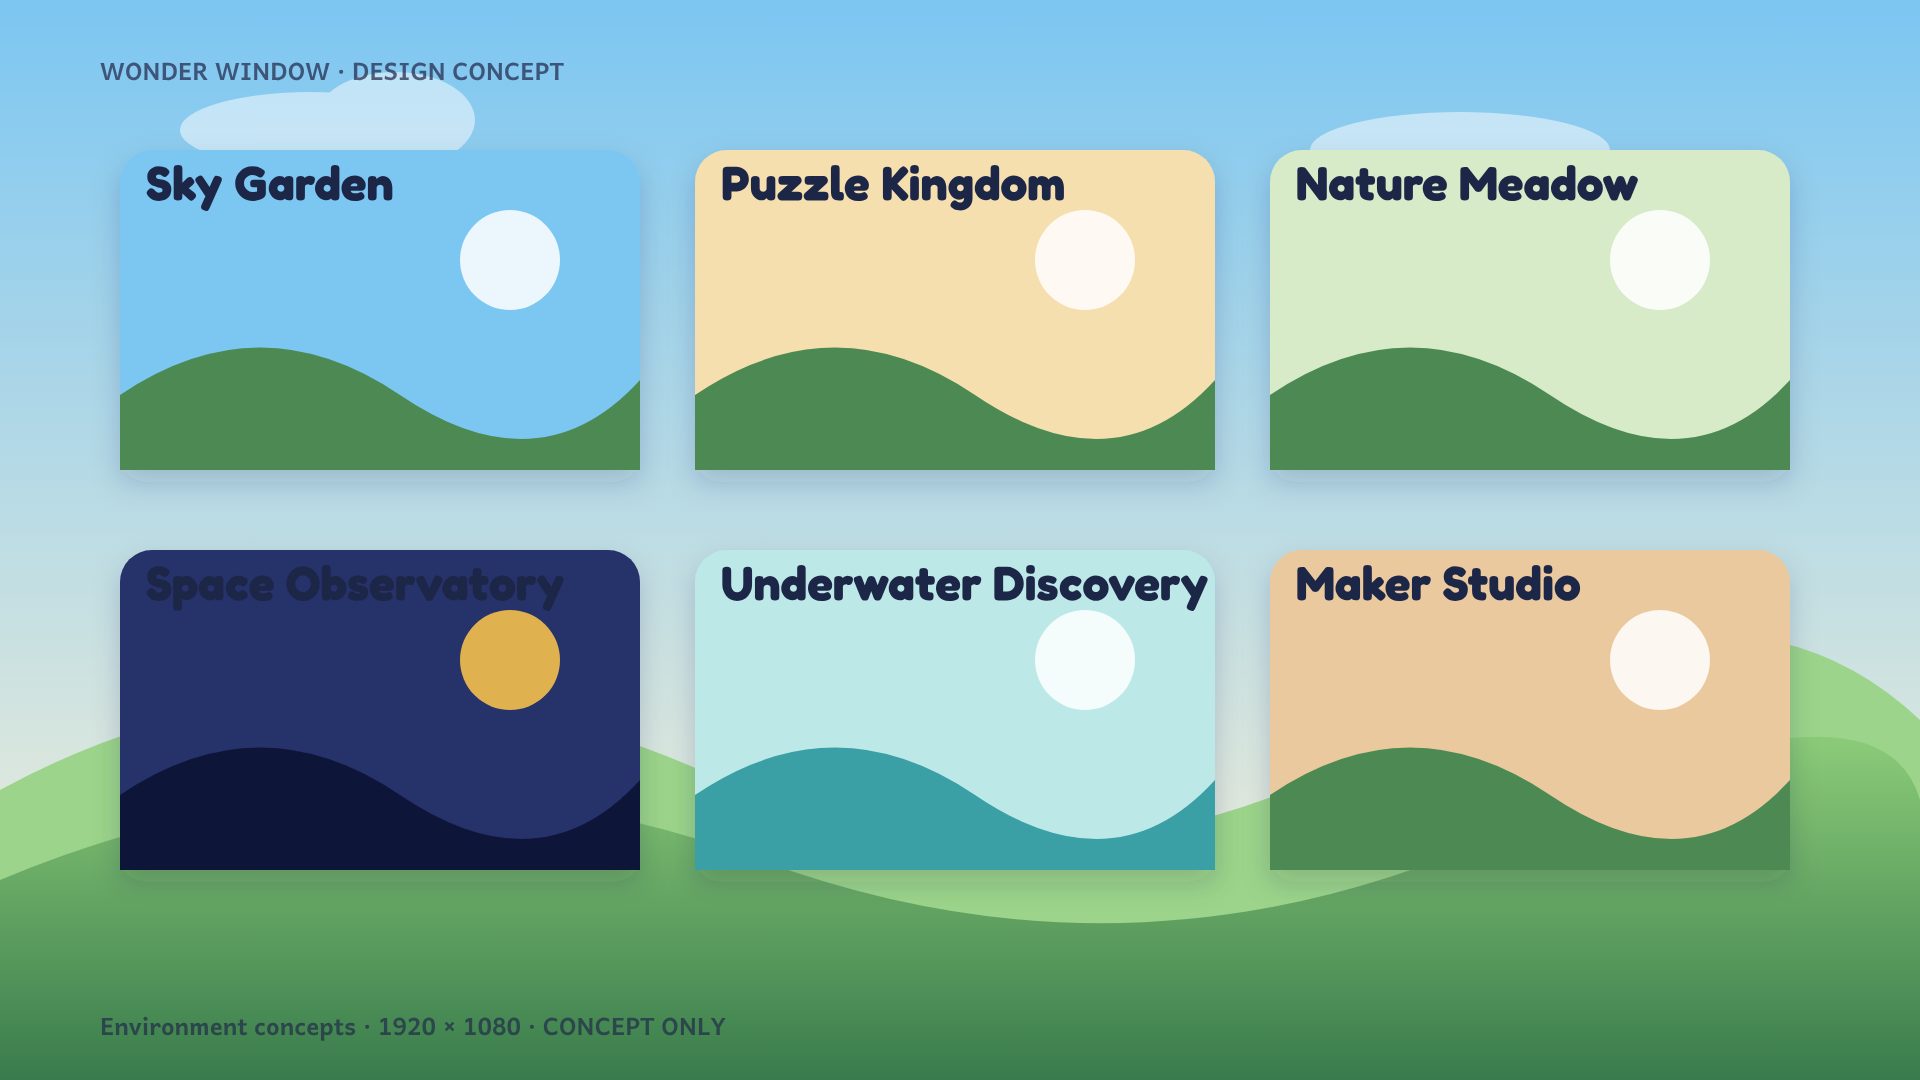 WONDER WINDOW · DESIGN CONCEPT
Sky Garden
Puzzle Kingdom
Nature Meadow
Space Observatory
Underwater Discovery
Maker Studio
Environment concepts · 1920 × 1080 · CONCEPT ONLY